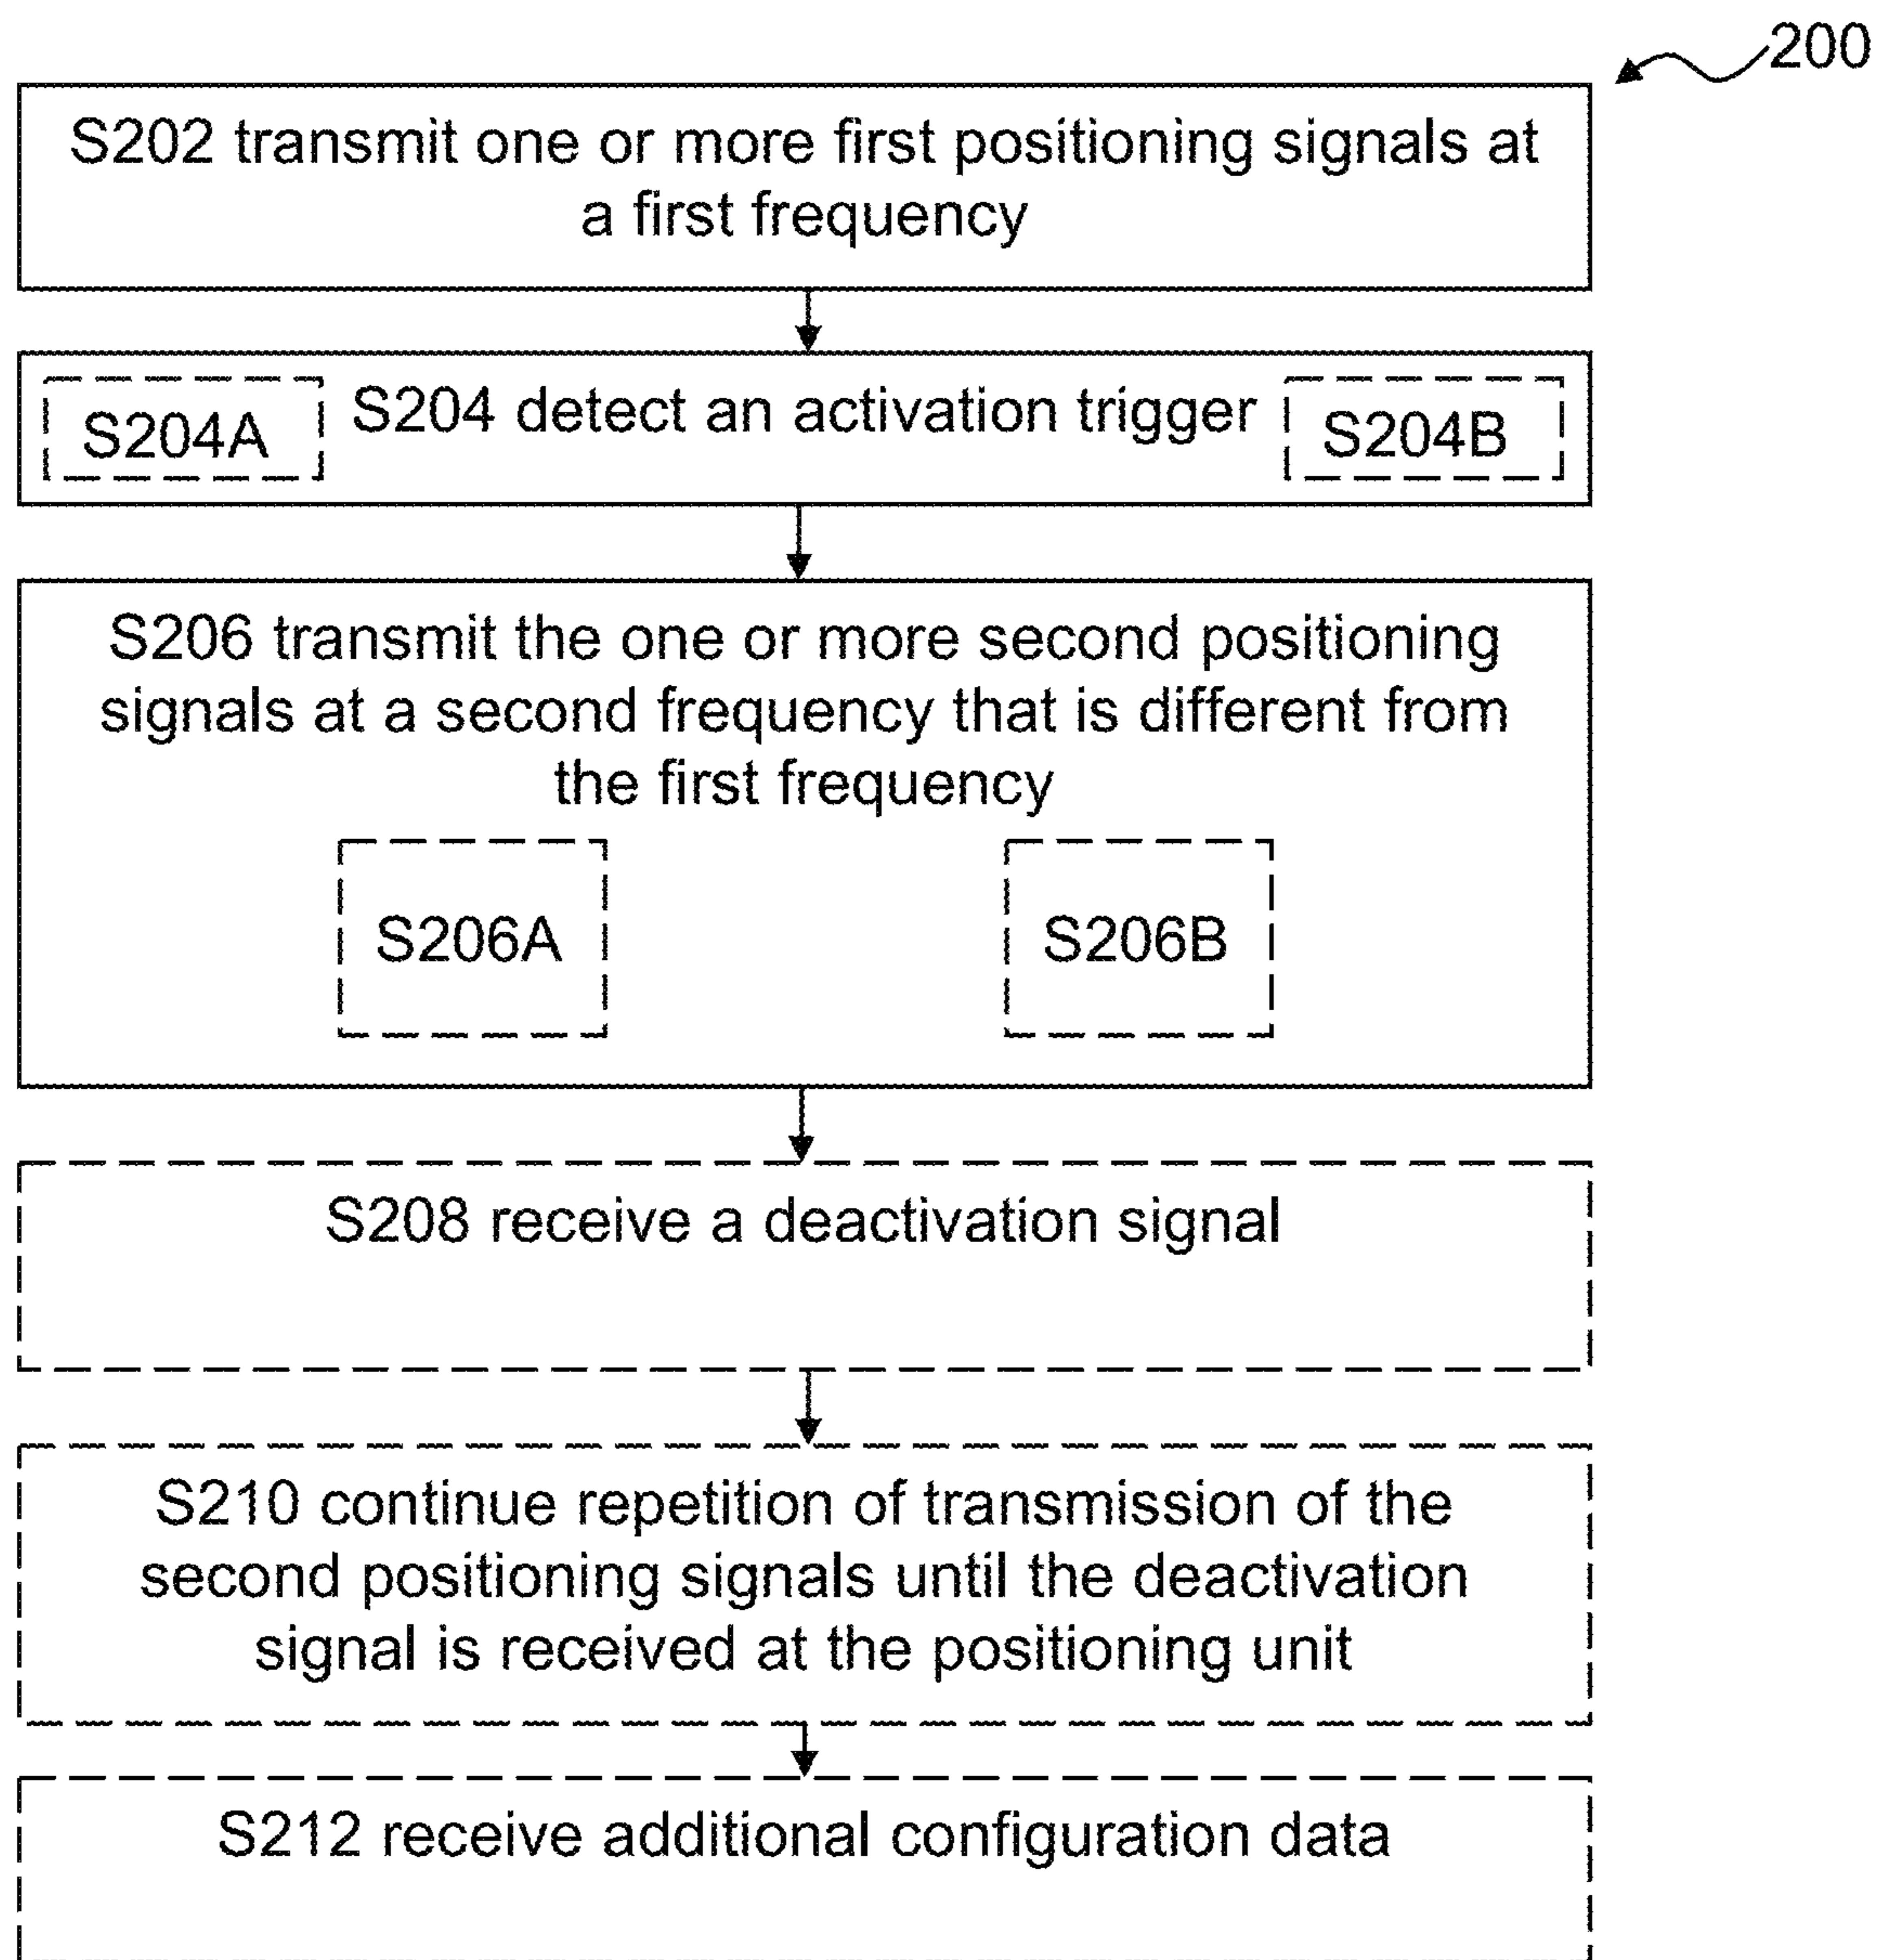 200
S202 transmit one or more first positioning signals at
a first frequency
S204A
S204 detect an activation trigger
S204B
S206 transmit the one or more second positioning
signals at a second frequency that is different from
the first frequency
S206A
S206B
S208 receive a deactivation signal
S210 continue repetition of transmission of the
second positioning signals until the deactivation
signal is received at the positioning unit
S212 receive additional configuration data